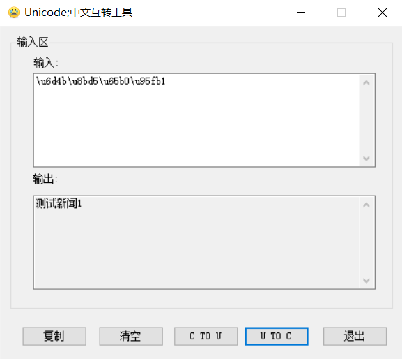 Unicode中文互转工具
输入区
输入:
\u6d4b\u8bd5\u65b0\u95fb1
输出:
测试新闻1
复制 清空 C TO U U TO C 退出